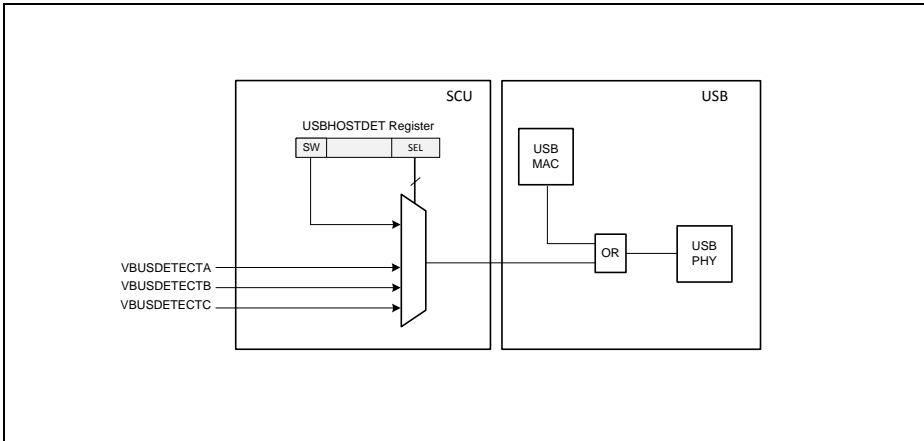 SCU
USB
USBHOSTDET Register
SW
SEL
USB
MAC
OR
USB
PHY
VBUSDETECTA
VBUSDETECTB
VBUSDETECTC